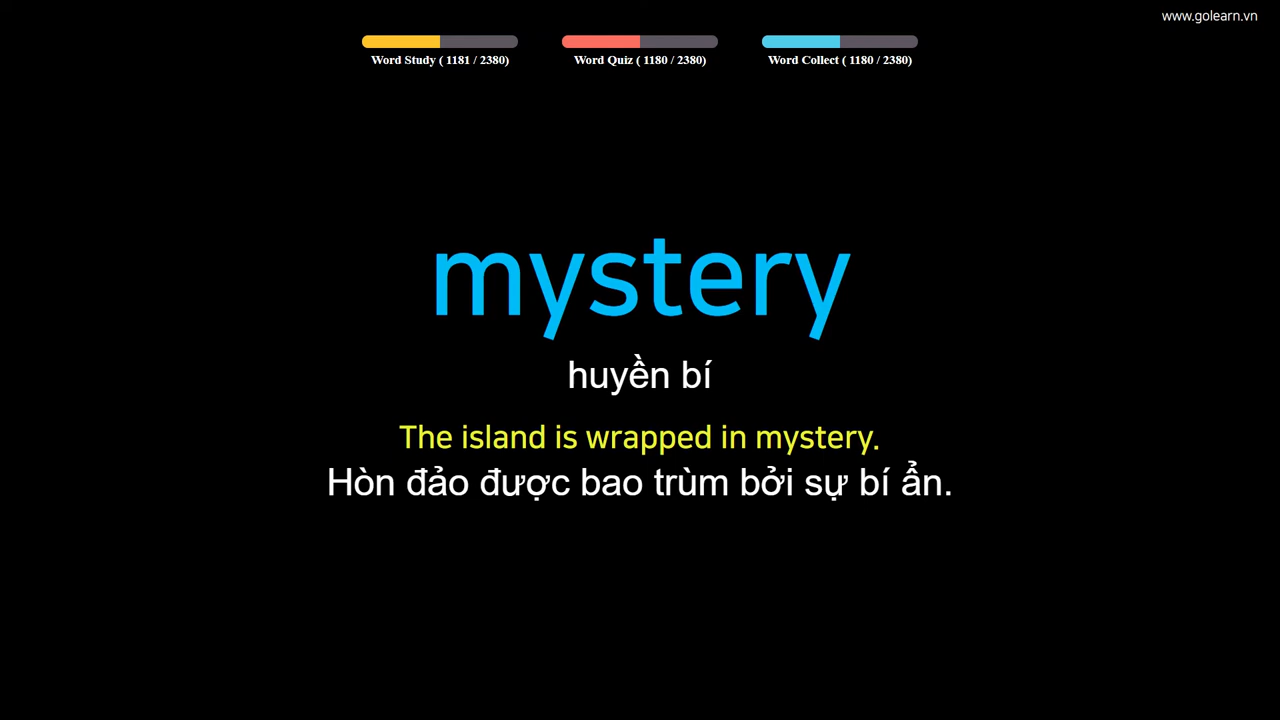 www.golearn.vn
Word Study ( 1181 / 2380) Word Quiz ( 1180 / 2380) Word Collect ( 1180 / 2380)
mystery
huyền bí
The island is wrapped in mystery.
Hòn đảo được bao trùm bởi sự bí ẩn.